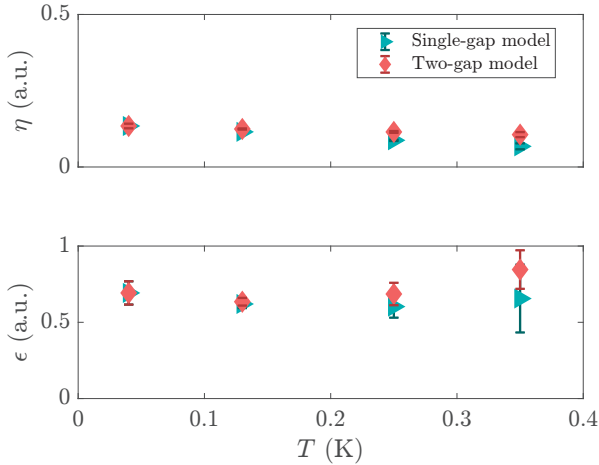 0.5
Single-gap model
Two-gap model
η (a.u.)
0
1
0.5
ϵ (a.u.)
0
0 0.1 0.2 0.3 0.4
T (K)